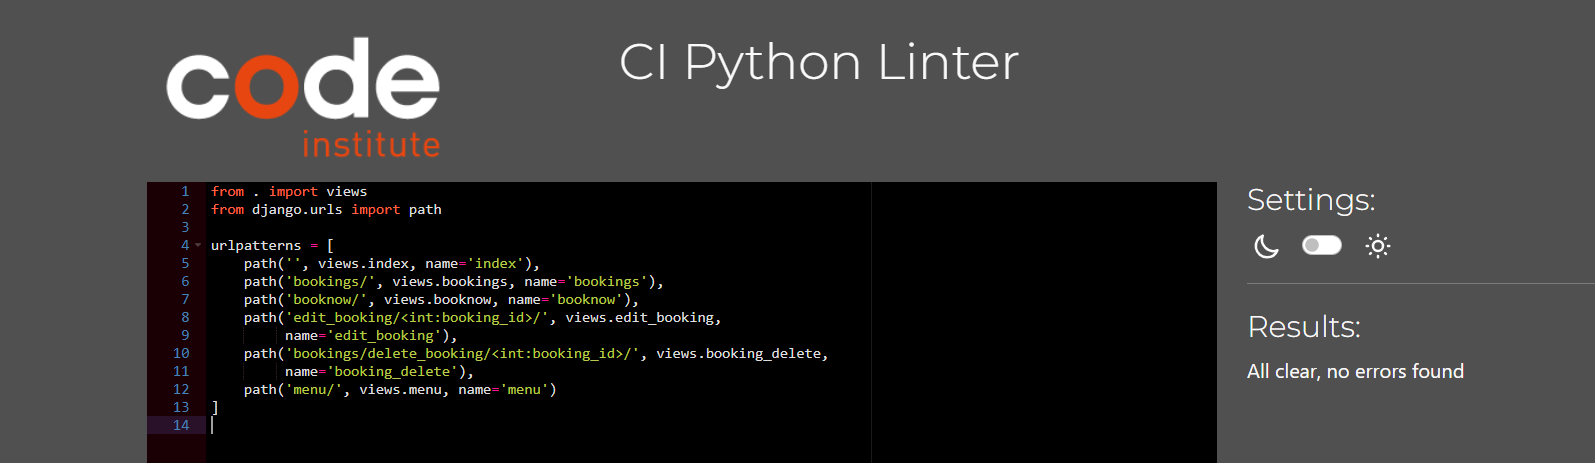 code
institute
CI Python Linter
1 from . import views
2 from django.urls import path
3
4 urlpatterns = [
5     path('', views.index, name='index'),
6     path('bookings/', views.bookings, name='bookings'),
7     path('booknow/', views.booknow, name='booknow'),
8     path('edit_booking/<int:booking_id>/', views.edit_booking,
9          name='edit_booking'),
10     path('bookings/delete_booking/<int:booking_id>/', views.booking_delete,
11          name='booking_delete'),
12     path('menu/', views.menu, name='menu')
13 ]
14
Settings:
Results:
All clear, no errors found